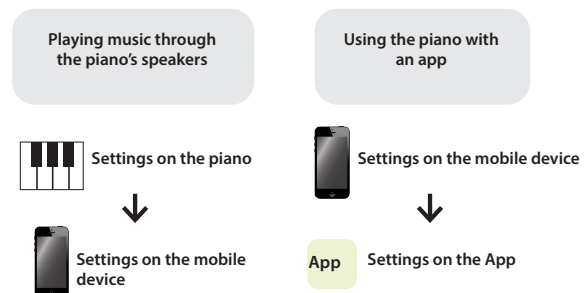 Playing music through
the piano's speakers
Using the piano with
an app
Settings on the piano
Settings on the mobile
device
Settings on the mobile device
App
Settings on the App